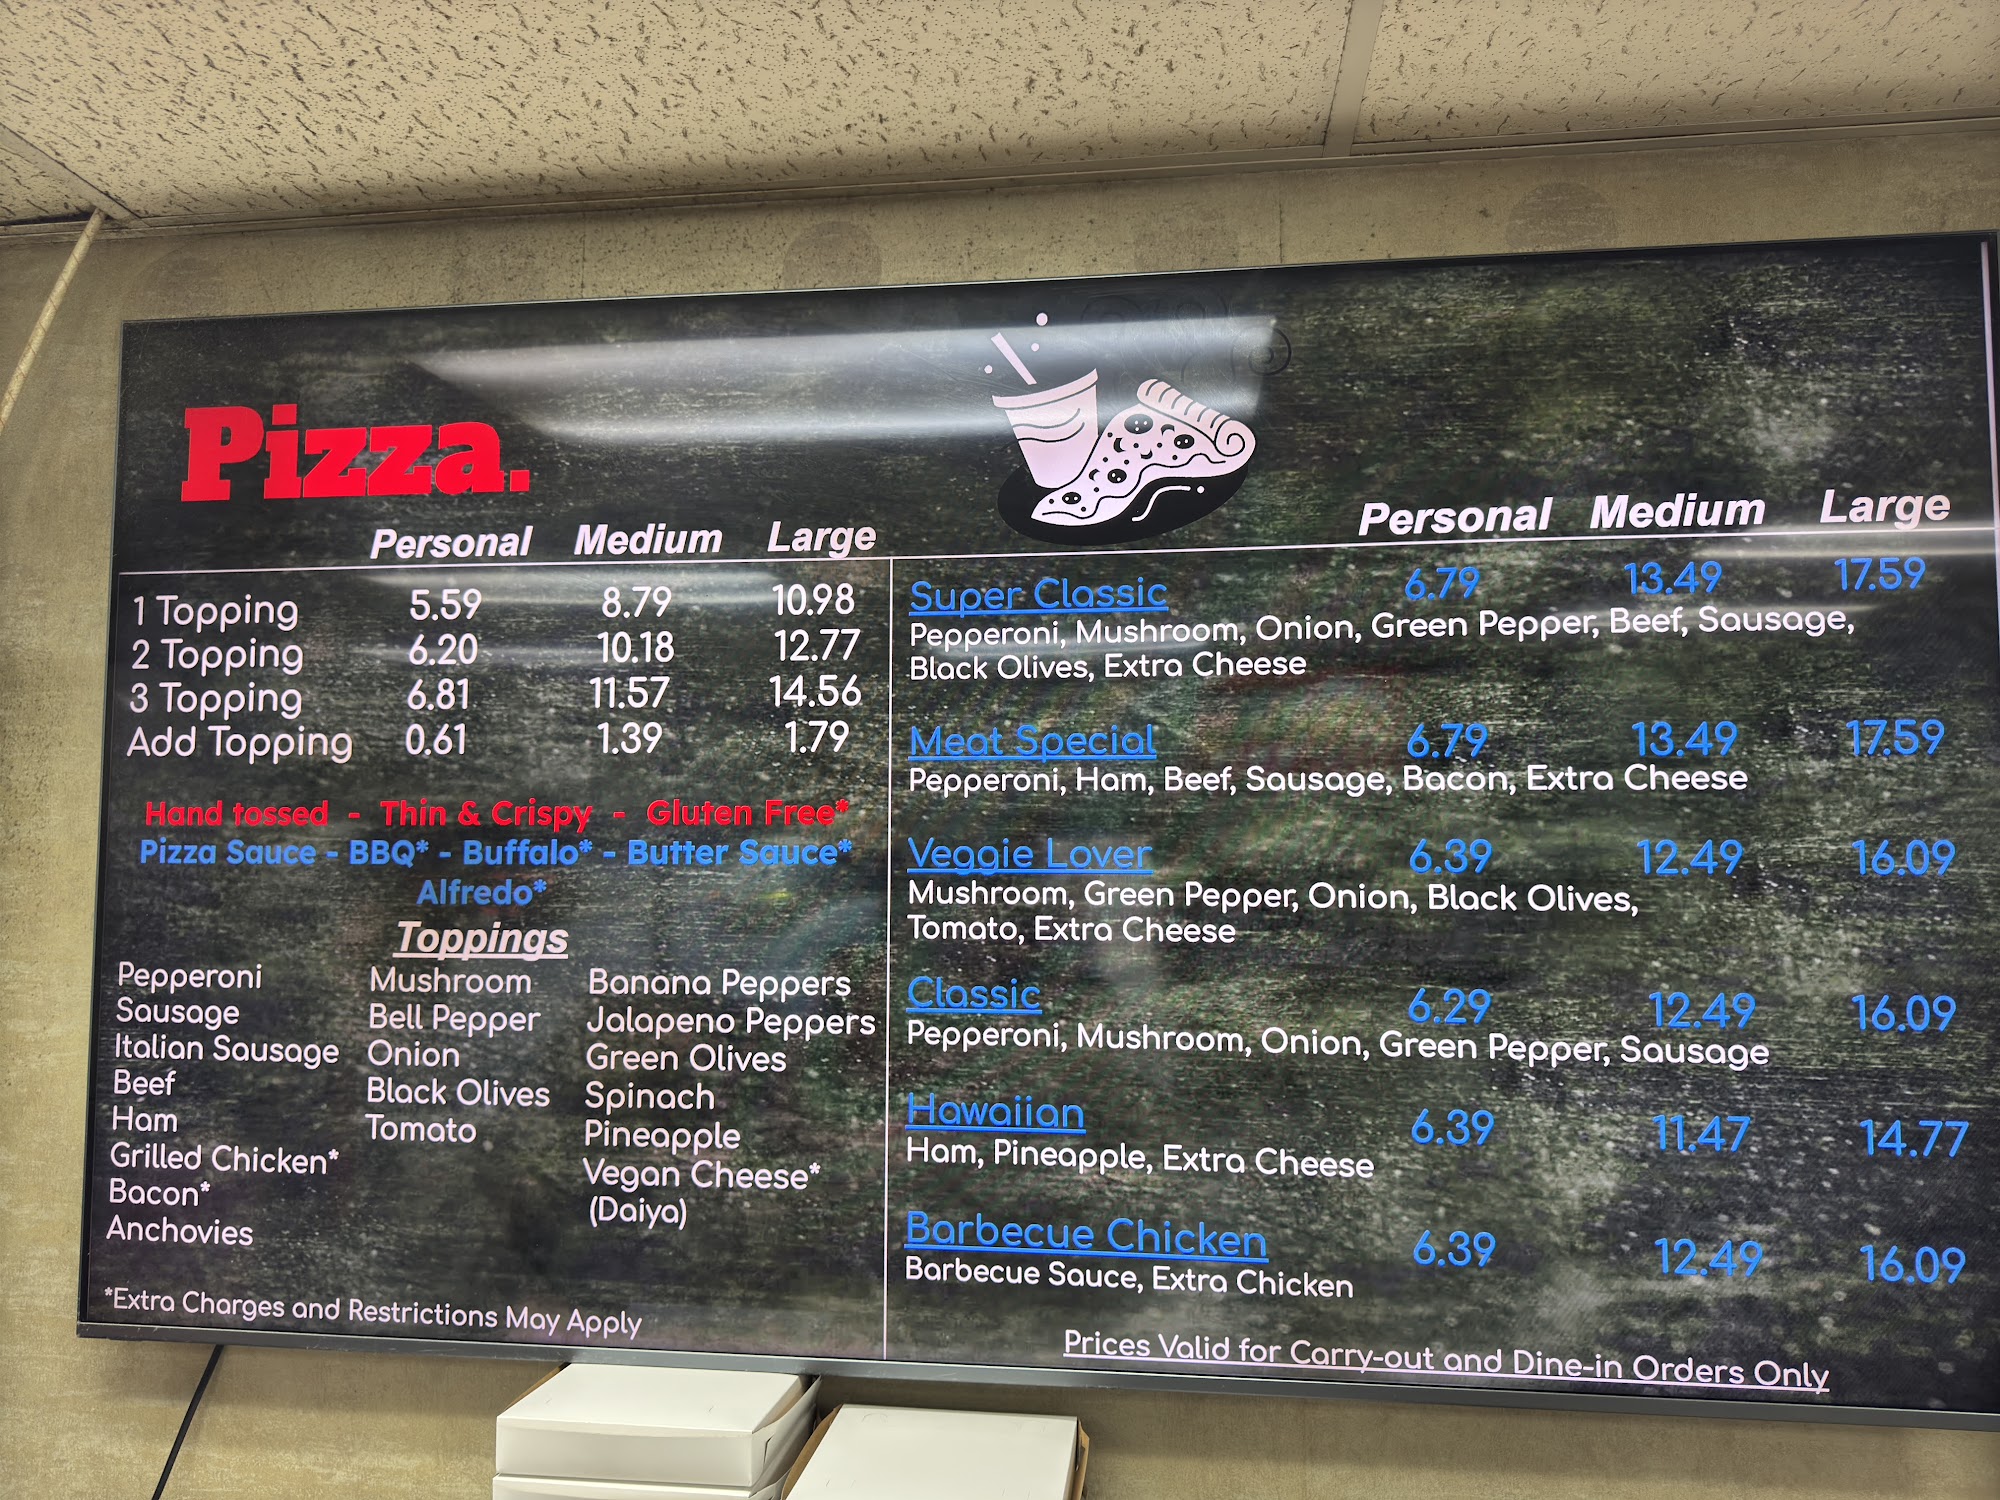 Pizza.
Personal Medium Large
1 Topping 5.59 8.79 10.98
2 Topping 6.20 10.18 12.77
3 Topping 6.81 11.57 14.56
Add Topping 0.61 1.39 1.79
Hand tossed - Thin & Crispy - Gluten Free*
Pizza Sauce - BBQ* - Buffalo* - Butter Sauce*
Alfredo*
Toppings
Pepperoni
Sausage
Italian Sausage
Beef
Ham
Grilled Chicken*
Bacon*
Anchovies
Mushroom
Bell Pepper
Onion
Black Olives
Tomato
Banana Peppers
Jalapeno Peppers
Green Olives
Spinach
Pineapple
Vegan Cheese*
(Daiya)
*Extra Charges and Restrictions May Apply
Personal Medium Large
Super Classic 6.79 13.49 17.59
Pepperoni, Mushroom, Onion, Green Pepper, Beef, Sausage,
Black Olives, Extra Cheese
Meat Special 6.79 13.49 17.59
Pepperoni, Ham, Beef, Sausage, Bacon, Extra Cheese
Veggie Lover 6.39 12.49 16.09
Mushroom, Green Pepper, Onion, Black Olives,
Tomato, Extra Cheese
Classic 6.29 12.49 16.09
Pepperoni, Mushroom, Onion, Green Pepper, Sausage
Hawaiian 6.39 11.47 14.77
Ham, Pineapple, Extra Cheese
Barbecue Chicken 6.39 12.49 16.09
Barbecue Sauce, Extra Chicken
Prices Valid for Carry-out and Dine-in Orders Only